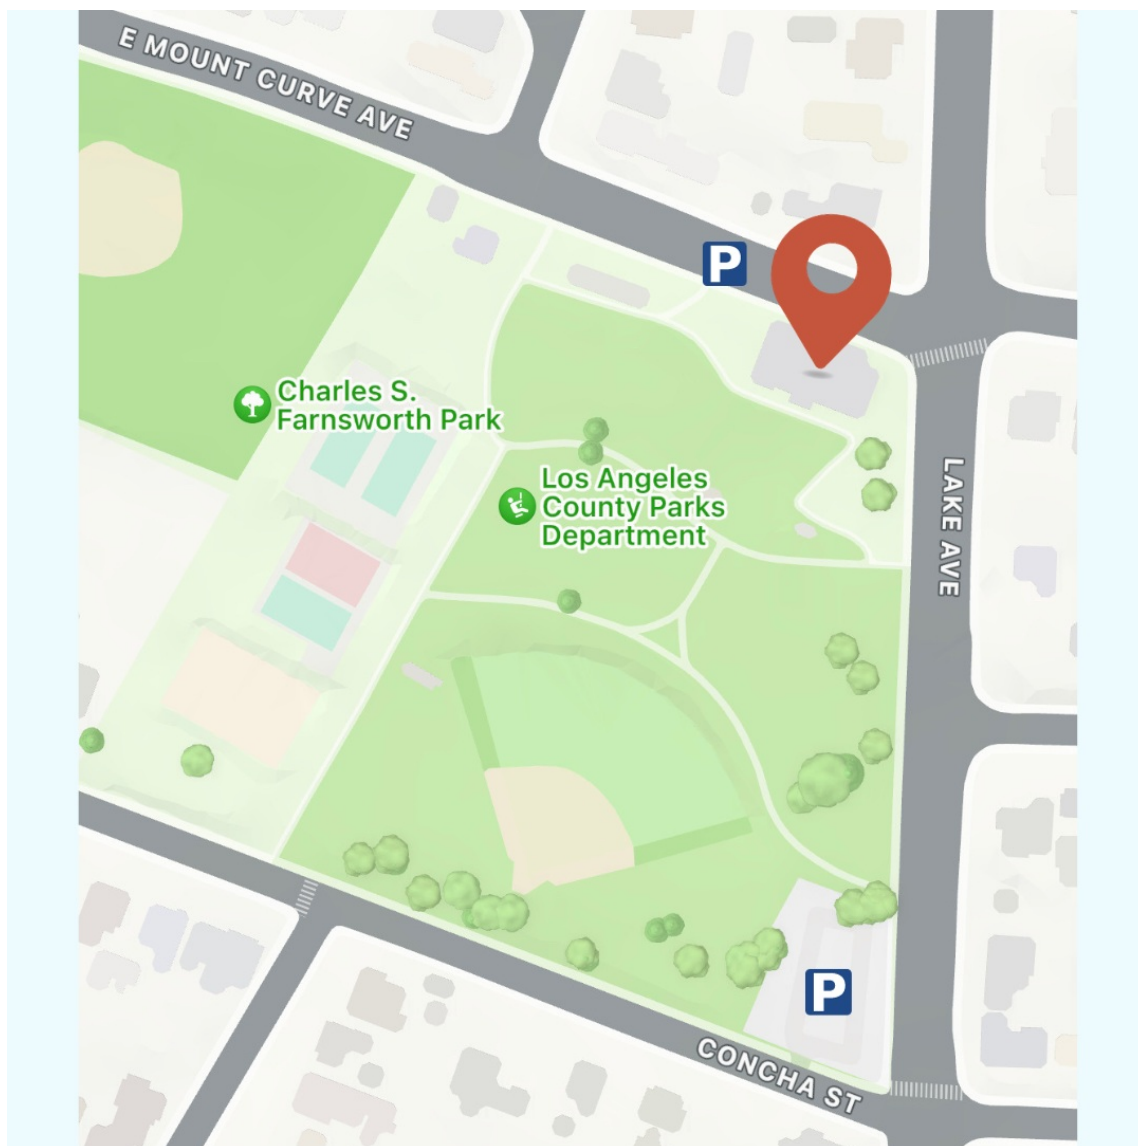 E MOUNT CURVE AVE
P
Charles S.
Farnsworth Park
Los Angeles
County Parks
Department
LAKE AVE
P
CONCHA ST